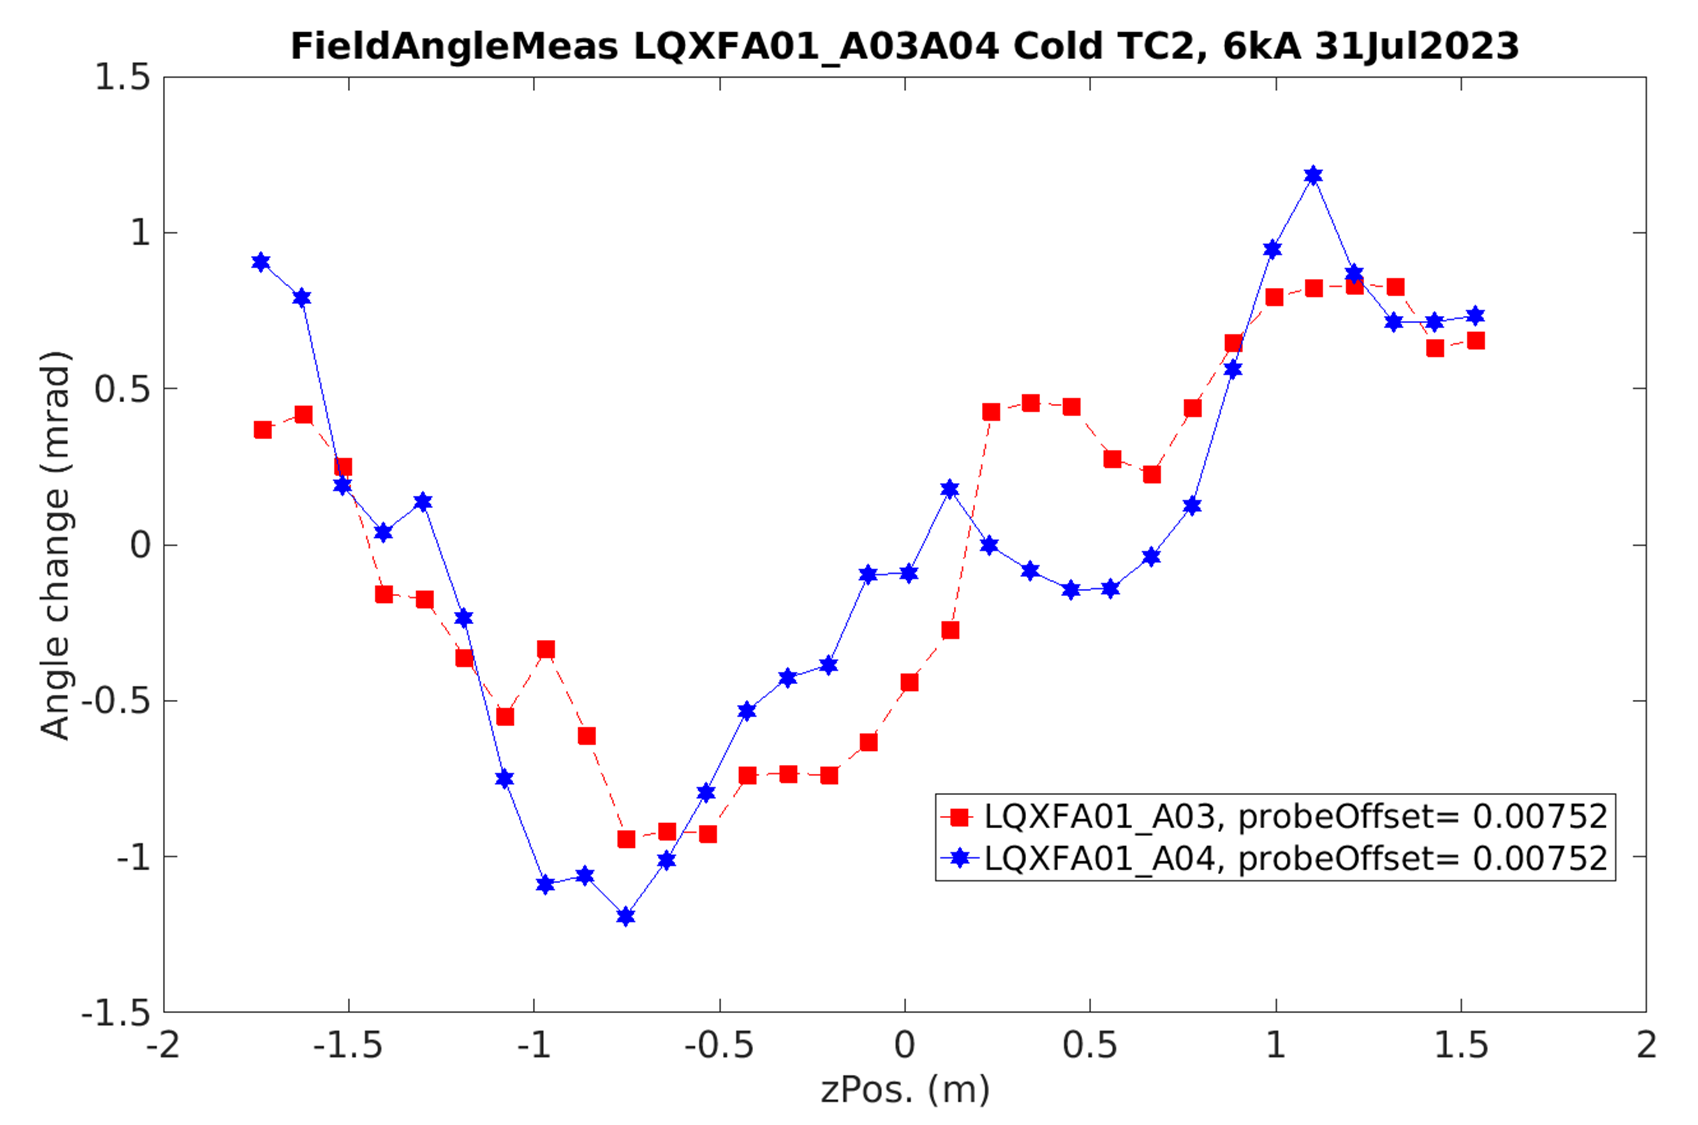 FieldAngleMeas LQXFA01_A03A04 Cold TC2, 6kA 31Jul2023
1.5
1
0.5
0
-0.5
-1
-1.5
Angle change (mrad)
LQXFA01_A03, probeOffset= 0.00752
LQXFA01_A04, probeOffset= 0.00752
-2 -1.5 -1 -0.5 0 0.5 1 1.5 2
zPos. (m)